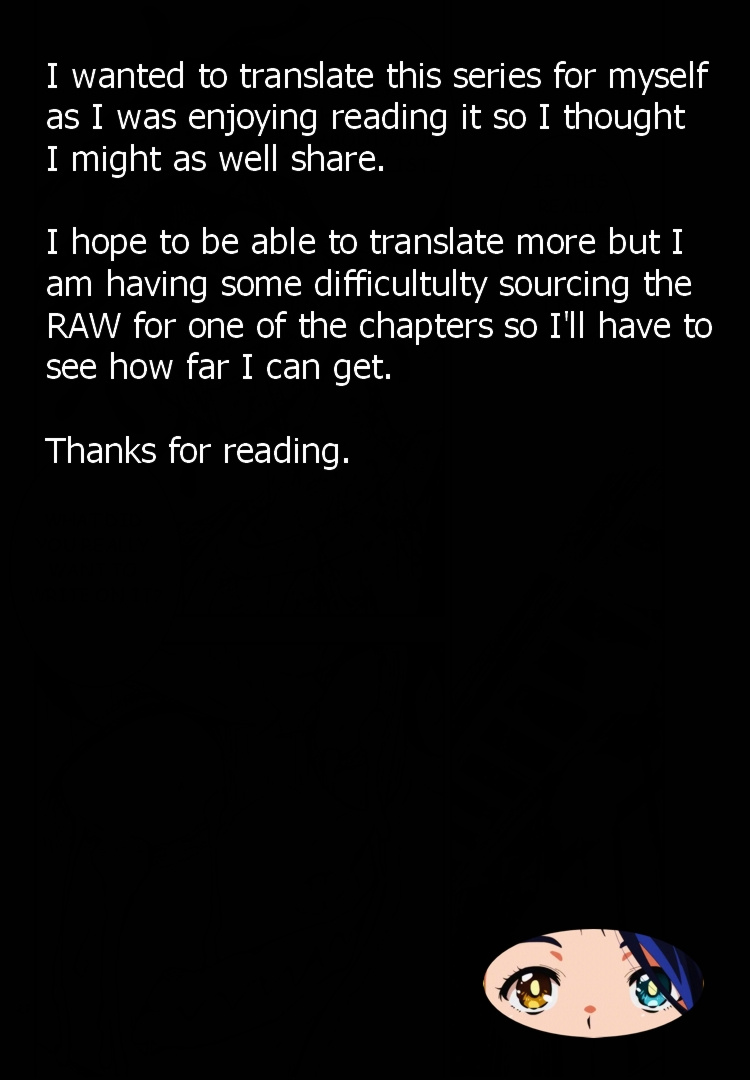 I wanted to translate this series for myself
as I was enjoying reading it so I thought
I might as well share.
I hope to be able to translate more but I
am having some difficultulty sourcing the
RAW for one of the chapters so I'll have to
see how far I can get.
Thanks for reading.